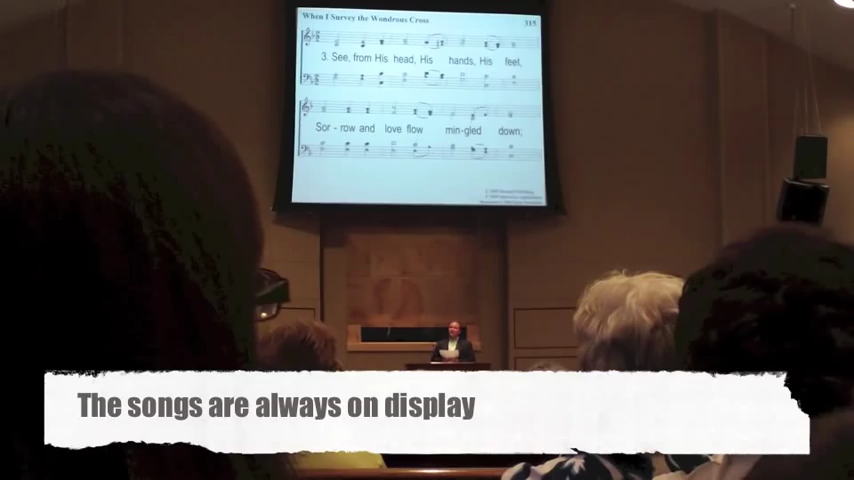 When I Survey the Wondrous Cross 315
3. See, from His head, His hands, His feet,
Sor - row and love flow min - gled down;
The songs are always on display